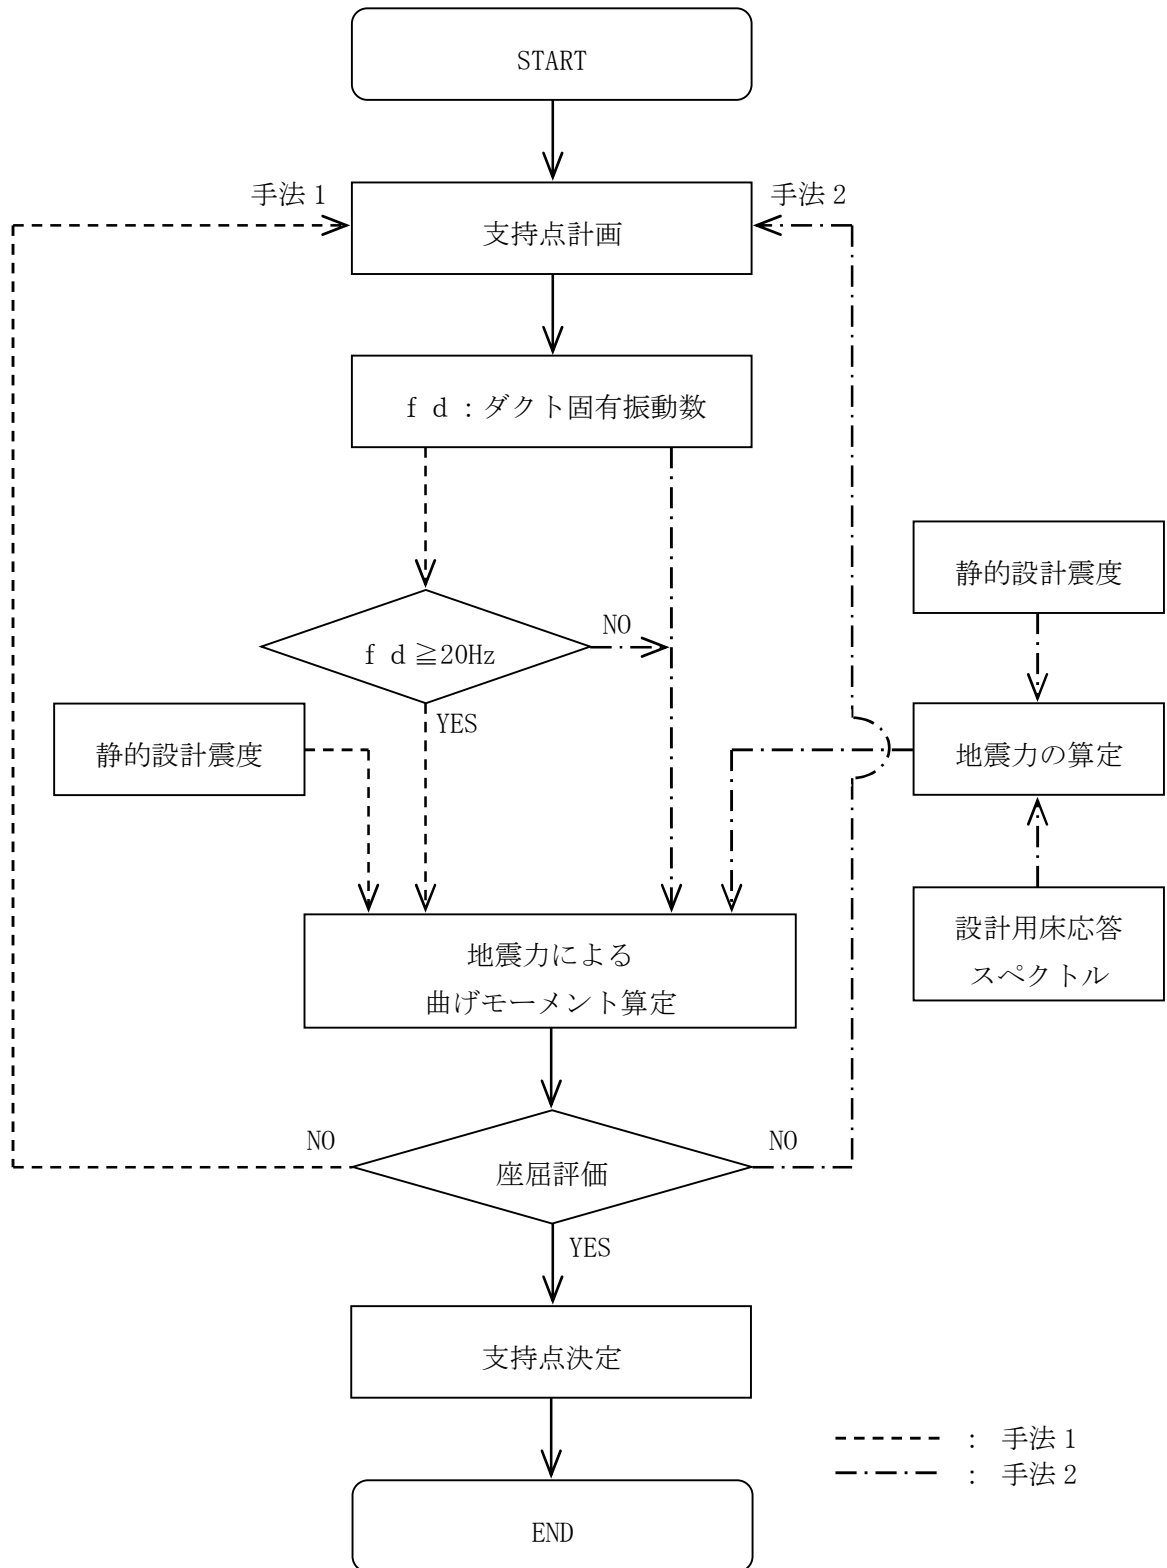 START
手法1
手法2
支持点計画
ｆｄ：ダクト固有振動数
静的設計震度
NO
ｆｄ≧20Hz
YES
静的設計震度
地震力の算定
設計用床応答
スペクトル
地震力による
曲げモーメント算定
NO
NO
座屈評価
YES
支持点決定
： 手法1
： 手法2
END